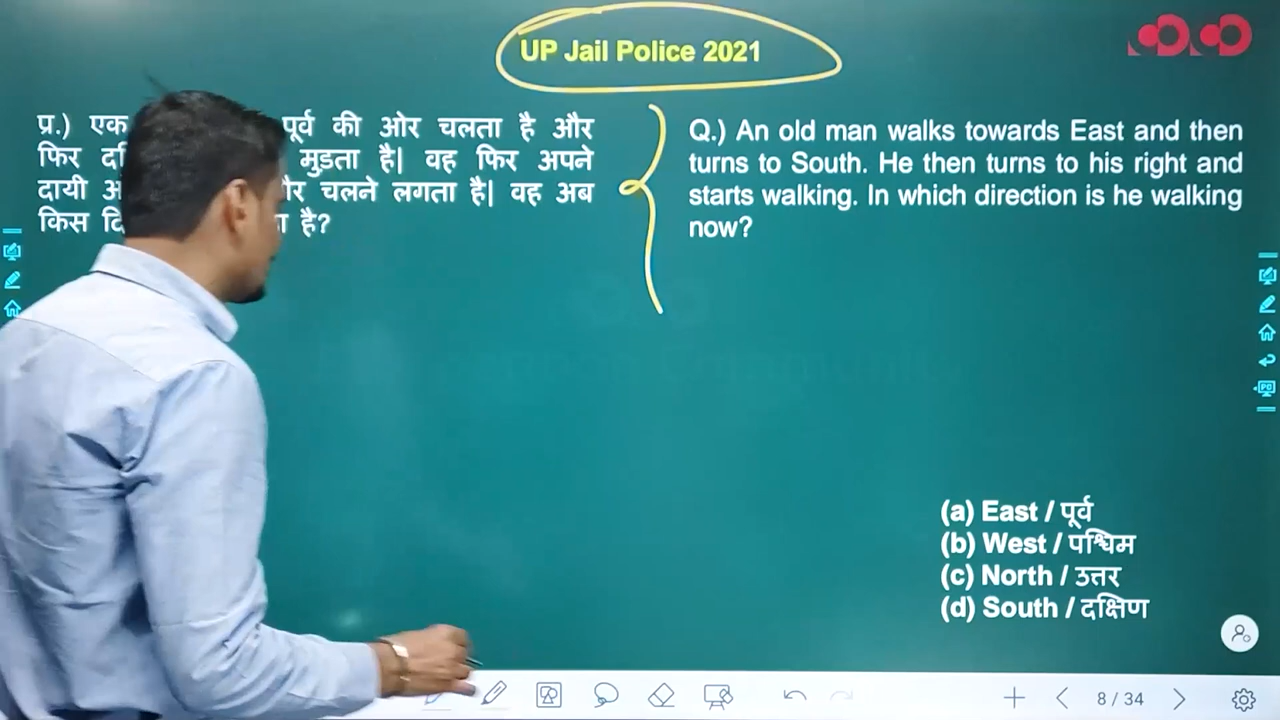 UP Jail Police 2021
प्र.) एक पूर्व की ओर चलता है और
फिर मुड़ता है| वह फिर अपने
दायी चलने लगता है| वह अब
किस है?
Q.) An old man walks towards East and then
turns to South. He then turns to his right and
starts walking. In which direction is he walking
now?
(a) East / पूर्व
(b) West / पश्चिम
(c) North / उत्तर
(d) South / दक्षिण
8 / 34